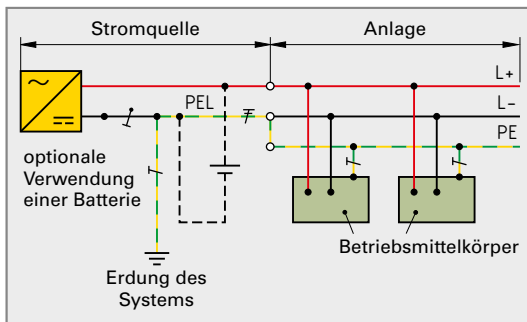 Stromquelle
Anlage
L+
L–
PEL
PE
optionale
Verwendung
einer Batterie
Betriebsmittelkörper
Erdung des
Systems